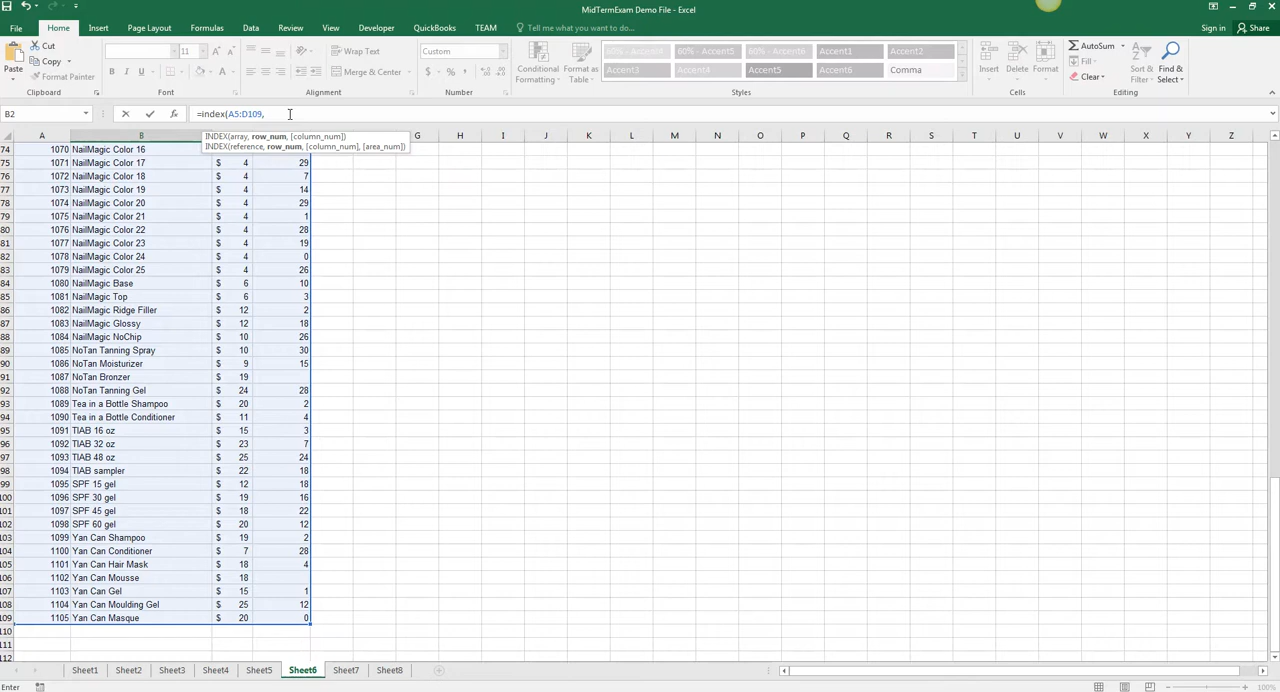 MidTermExam Demo File - Excel
File Home Insert Page Layout Formulas Data Review View Developer QuickBooks TEAM Tell me what you want to do... Sign in Share
Paste Cut Copy Format Painter
11 Wrap Text Merge & Center Custom
Conditional Formatting Format as Table
60% - Accent4 60% - Accent5 60% - Accent6 Accent1 Accent2
Accent3 Accent4 Accent5 Accent6 Comma
Insert Delete Format AutoSum Fill Clear Sort & Filter Find & Select
Clipboard Font Alignment Number Styles Cells Editing
B2 =index(A5:D109,
INDEX(array, row_num, [column_num])
INDEX(reference, row_num, [column_num], [area_num])
A B G H I J K L M N O P Q R S T U V W X Y Z
74 1070 NailMagic Color 16
75 1071 NailMagic Color 17 $ 4 29
76 1072 NailMagic Color 18 $ 4 7
77 1073 NailMagic Color 19 $ 4 14
78 1074 NailMagic Color 20 $ 4 29
79 1075 NailMagic Color 21 $ 4 1
80 1076 NailMagic Color 22 $ 4 28
81 1077 NailMagic Color 23 $ 4 19
82 1078 NailMagic Color 24 $ 4 0
83 1079 NailMagic Color 25 $ 4 26
84 1080 NailMagic Base $ 6 10
85 1081 NailMagic Top $ 6 3
86 1082 NailMagic Ridge Filler $ 12 2
87 1083 NailMagic Glossy $ 12 18
88 1084 NailMagic NoChip $ 10 26
89 1085 NoTan Tanning Spray $ 10 30
90 1086 NoTan Moisturizer $ 9 15
91 1087 NoTan Bronzer $ 19
92 1088 NoTan Tanning Gel $ 24 28
93 1089 Tea in a Bottle Shampoo $ 20 2
94 1090 Tea in a Bottle Conditioner $ 11 4
95 1091 TIAB 16 oz $ 15 3
96 1092 TIAB 32 oz $ 23 7
97 1093 TIAB 48 oz $ 25 24
98 1094 TIAB sampler $ 22 18
99 1095 SPF 15 gel $ 12 18
100 1096 SPF 30 gel $ 19 16
101 1097 SPF 45 gel $ 18 22
102 1098 SPF 60 gel $ 20 12
103 1099 Yan Can Shampoo $ 19 2
104 1100 Yan Can Conditioner $ 7 28
105 1101 Yan Can Hair Mask $ 18 4
106 1102 Yan Can Mousse $ 18
107 1103 Yan Can Gel $ 15 1
108 1104 Yan Can Moulding Gel $ 25 12
109 1105 Yan Can Masque $ 20 0
110
111
112
Sheet1 Sheet2 Sheet3 Sheet4 Sheet5 Sheet6 Sheet7 Sheet8
Enter 100%